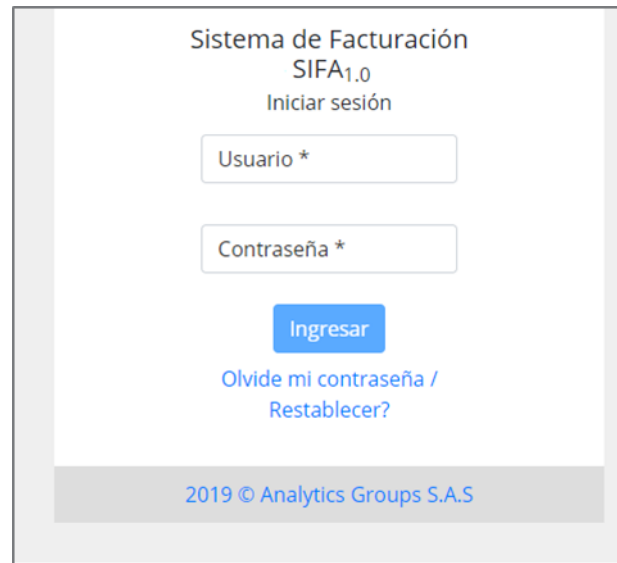 Sistema de Facturación
SIFA1.0
Iniciar sesión
Usuario *
Contraseña *
Ingresar
Olvide mi contraseña /
Restablecer?
2019 © Analytics Groups S.A.S